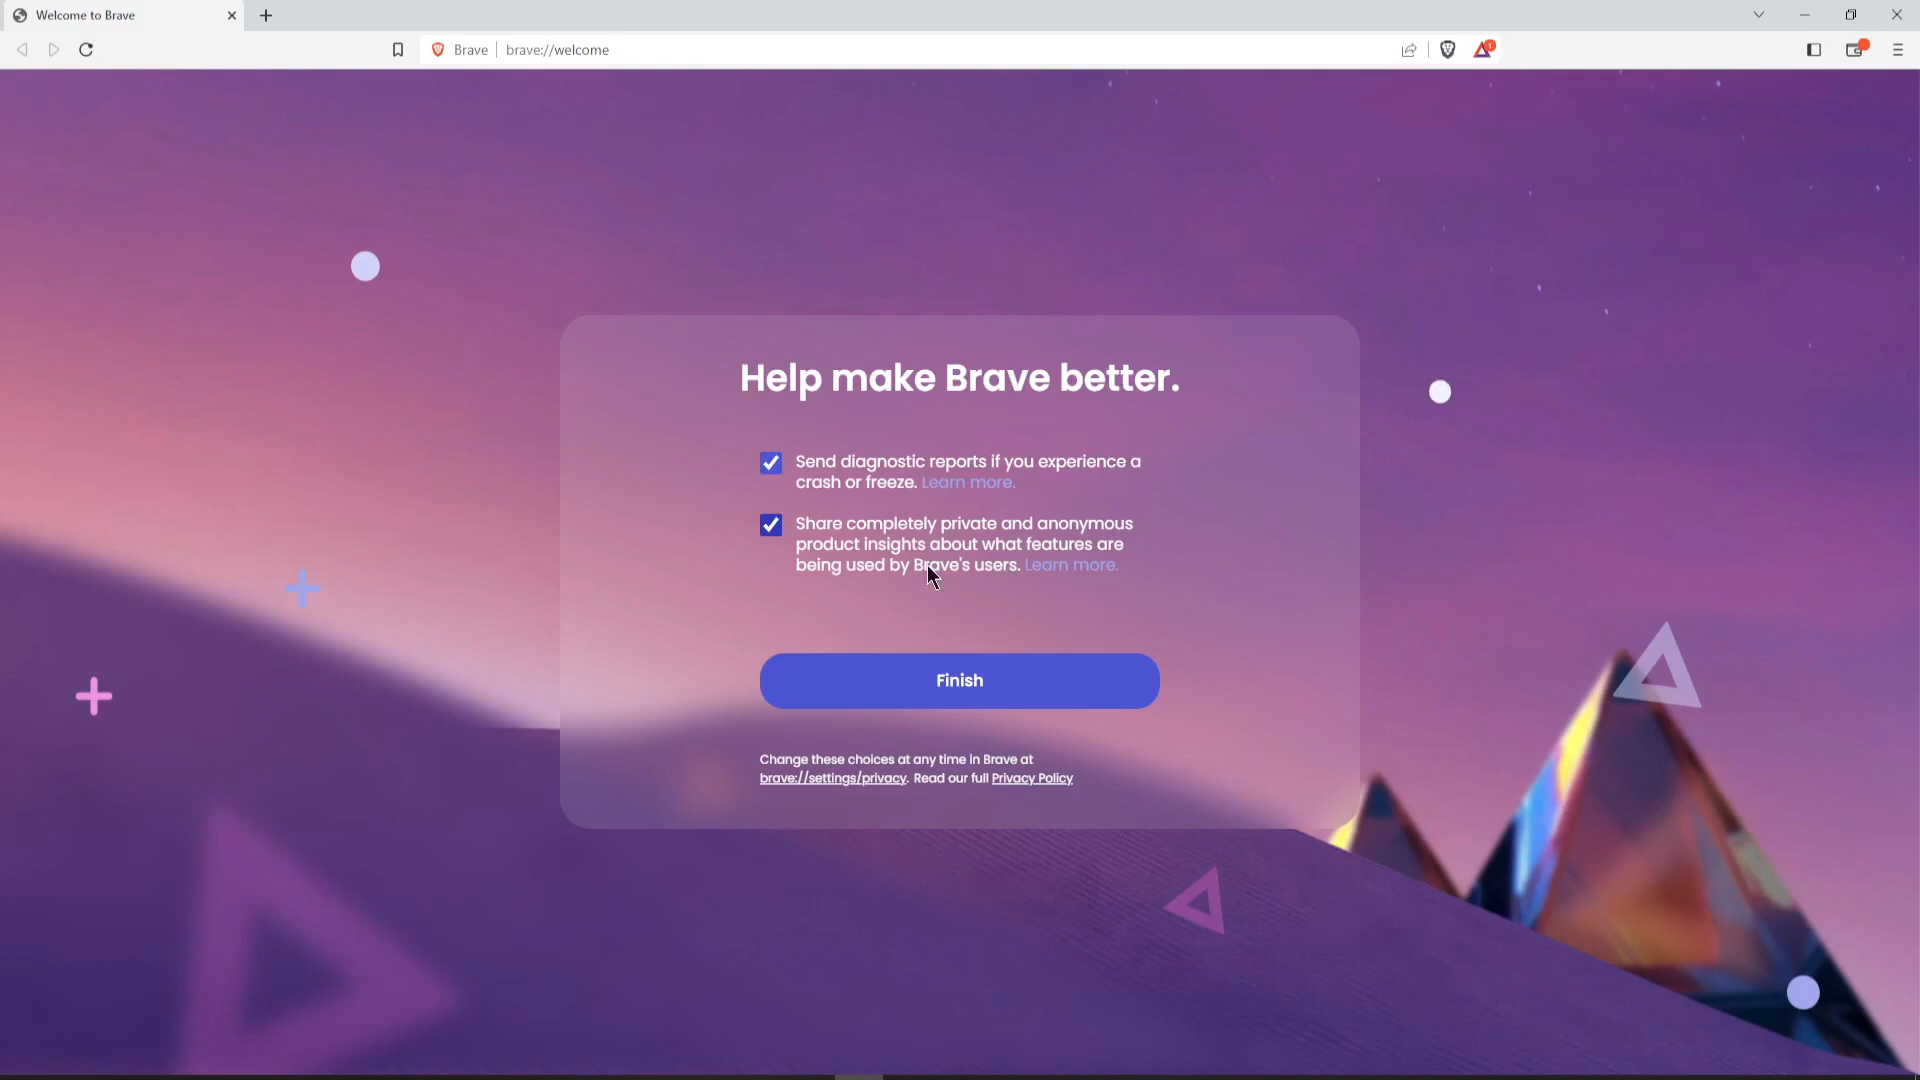 Welcome to Brave
Brave
brave://welcome
1
Help make Brave better.
Send diagnostic reports if you experience a
crash or freeze. Learn more.
Share completely private and anonymous
product insights about what features are
being used by Brave's users. Learn more.
Finish
Change these choices at any time in Brave at
brave://settings/privacy. Read our full Privacy Policy